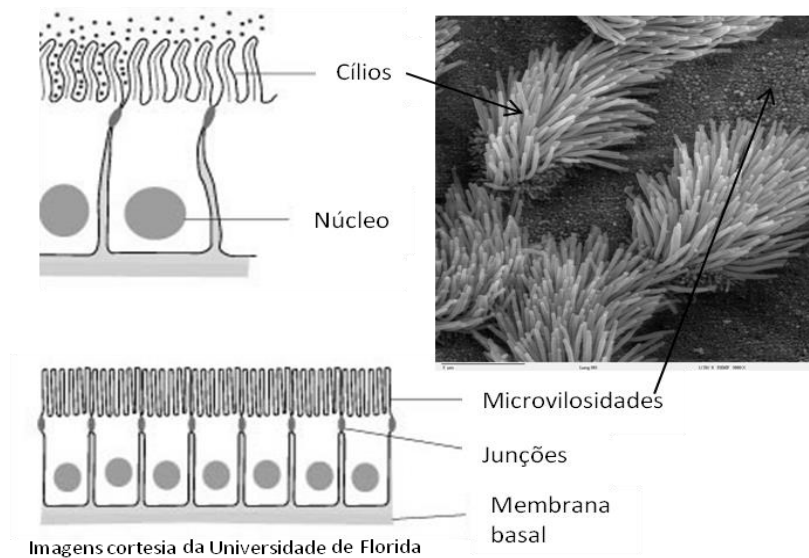 Cílios
Núcleo
Microvilosidades
Junções
Membrana
basal
Imagens cortesia da Universidade de Florida